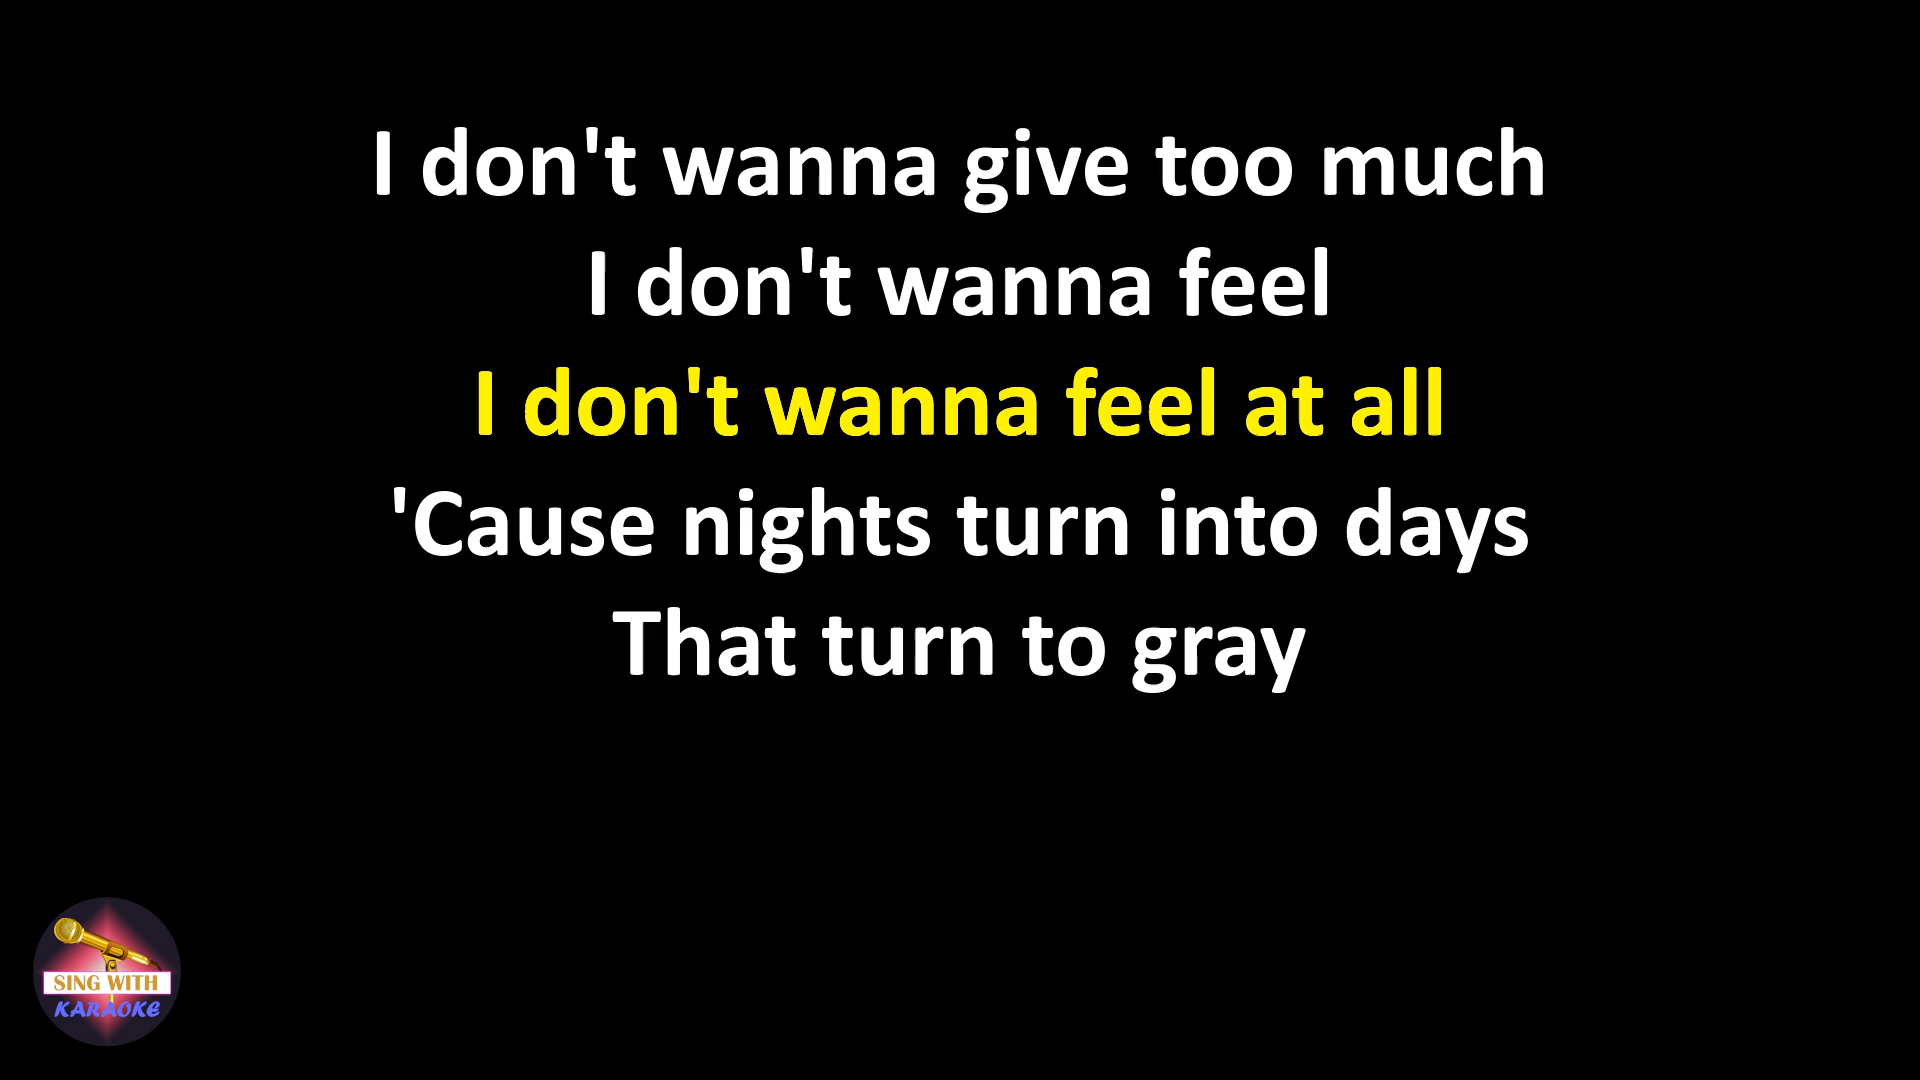 I don't wanna give too much
I don't wanna feel
I don't wanna feel at all
'Cause nights turn into days
That turn to gray
SING WITH
KARAOKE